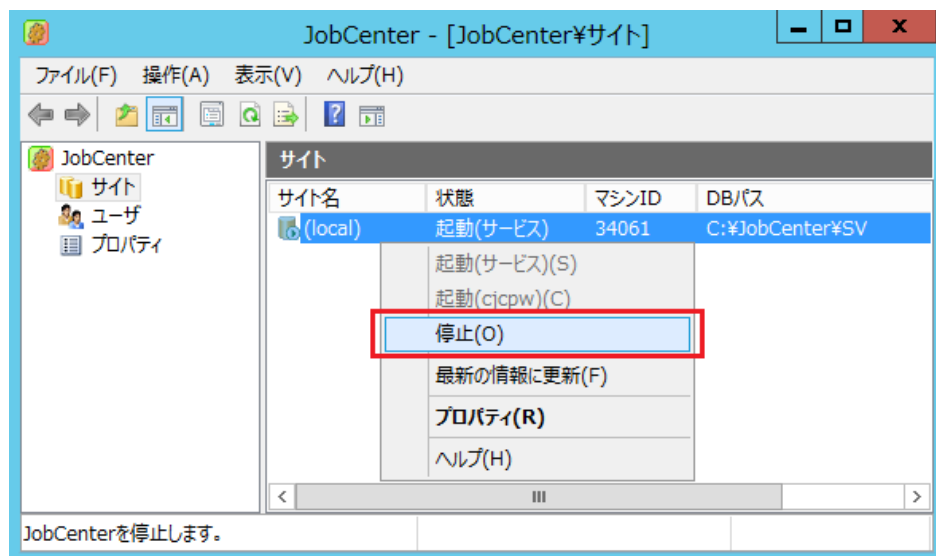 JobCenter - [JobCenter¥サイト]
ファイル(F) 操作(A) 表示(V) ヘルプ(H)
JobCenter
サイト
ユーザ
プロパティ
サイト
サイト名 状態 マシンID DBパス
(local) 起動(サービス) 34061 C:¥JobCenter¥SV
起動(サービス)(S)
起動(cjcpw)(C)
停止(O)
最新の情報に更新(F)
プロパティ(R)
ヘルプ(H)
JobCenterを停止します。